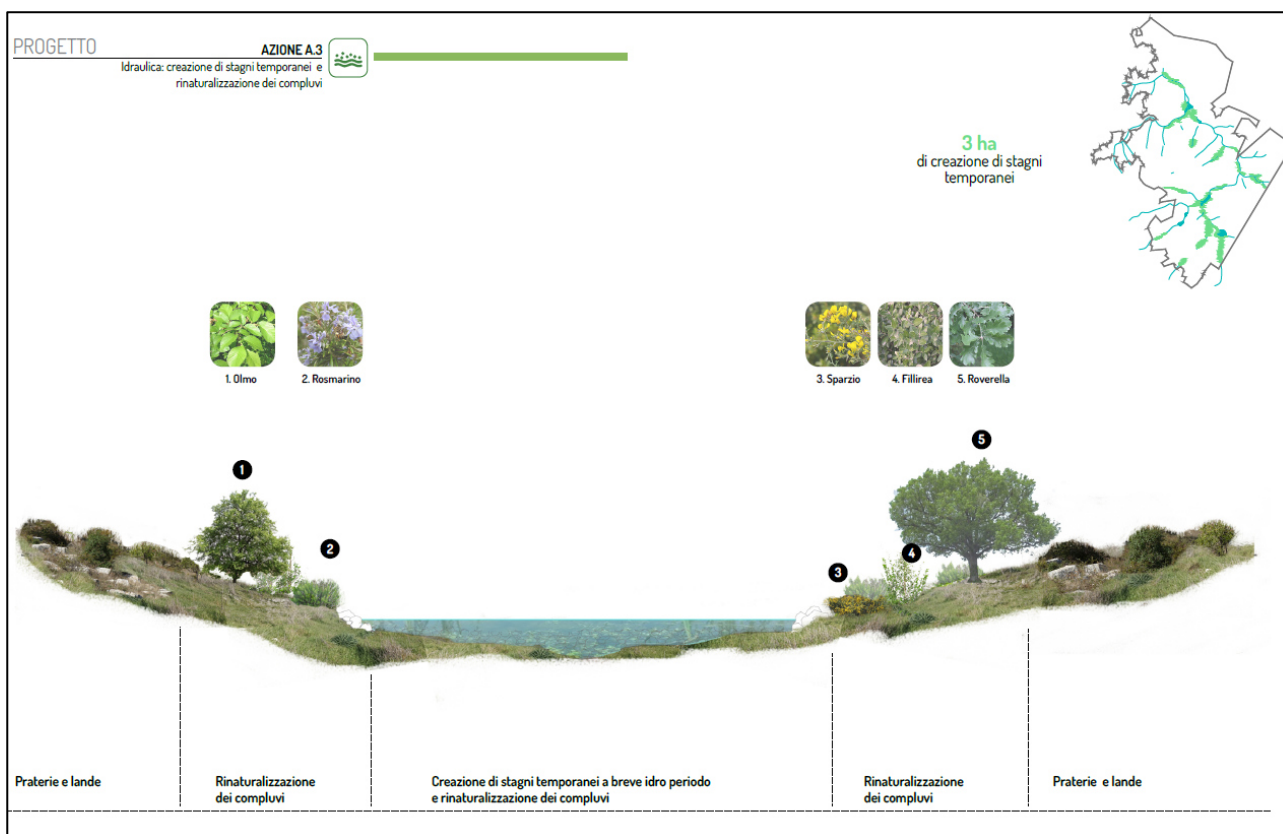 PROGETTO
AZIONE A.3
Idraulica: creazione di stagni temporanei e
rinaturalizzazione dei compluvi
3 ha
di creazione di stagni
temporanei
1. Olmo
2. Rosmarino
3. Sparzio
4. Fillirea
5. Roverella
1
2
3
4
5
Praterie e lande
Rinaturalizzazione
dei compluvi
Creazione di stagni temporanei a breve idro periodo
e rinaturalizzazione dei compluvi
Rinaturalizzazione
dei compluvi
Praterie e lande